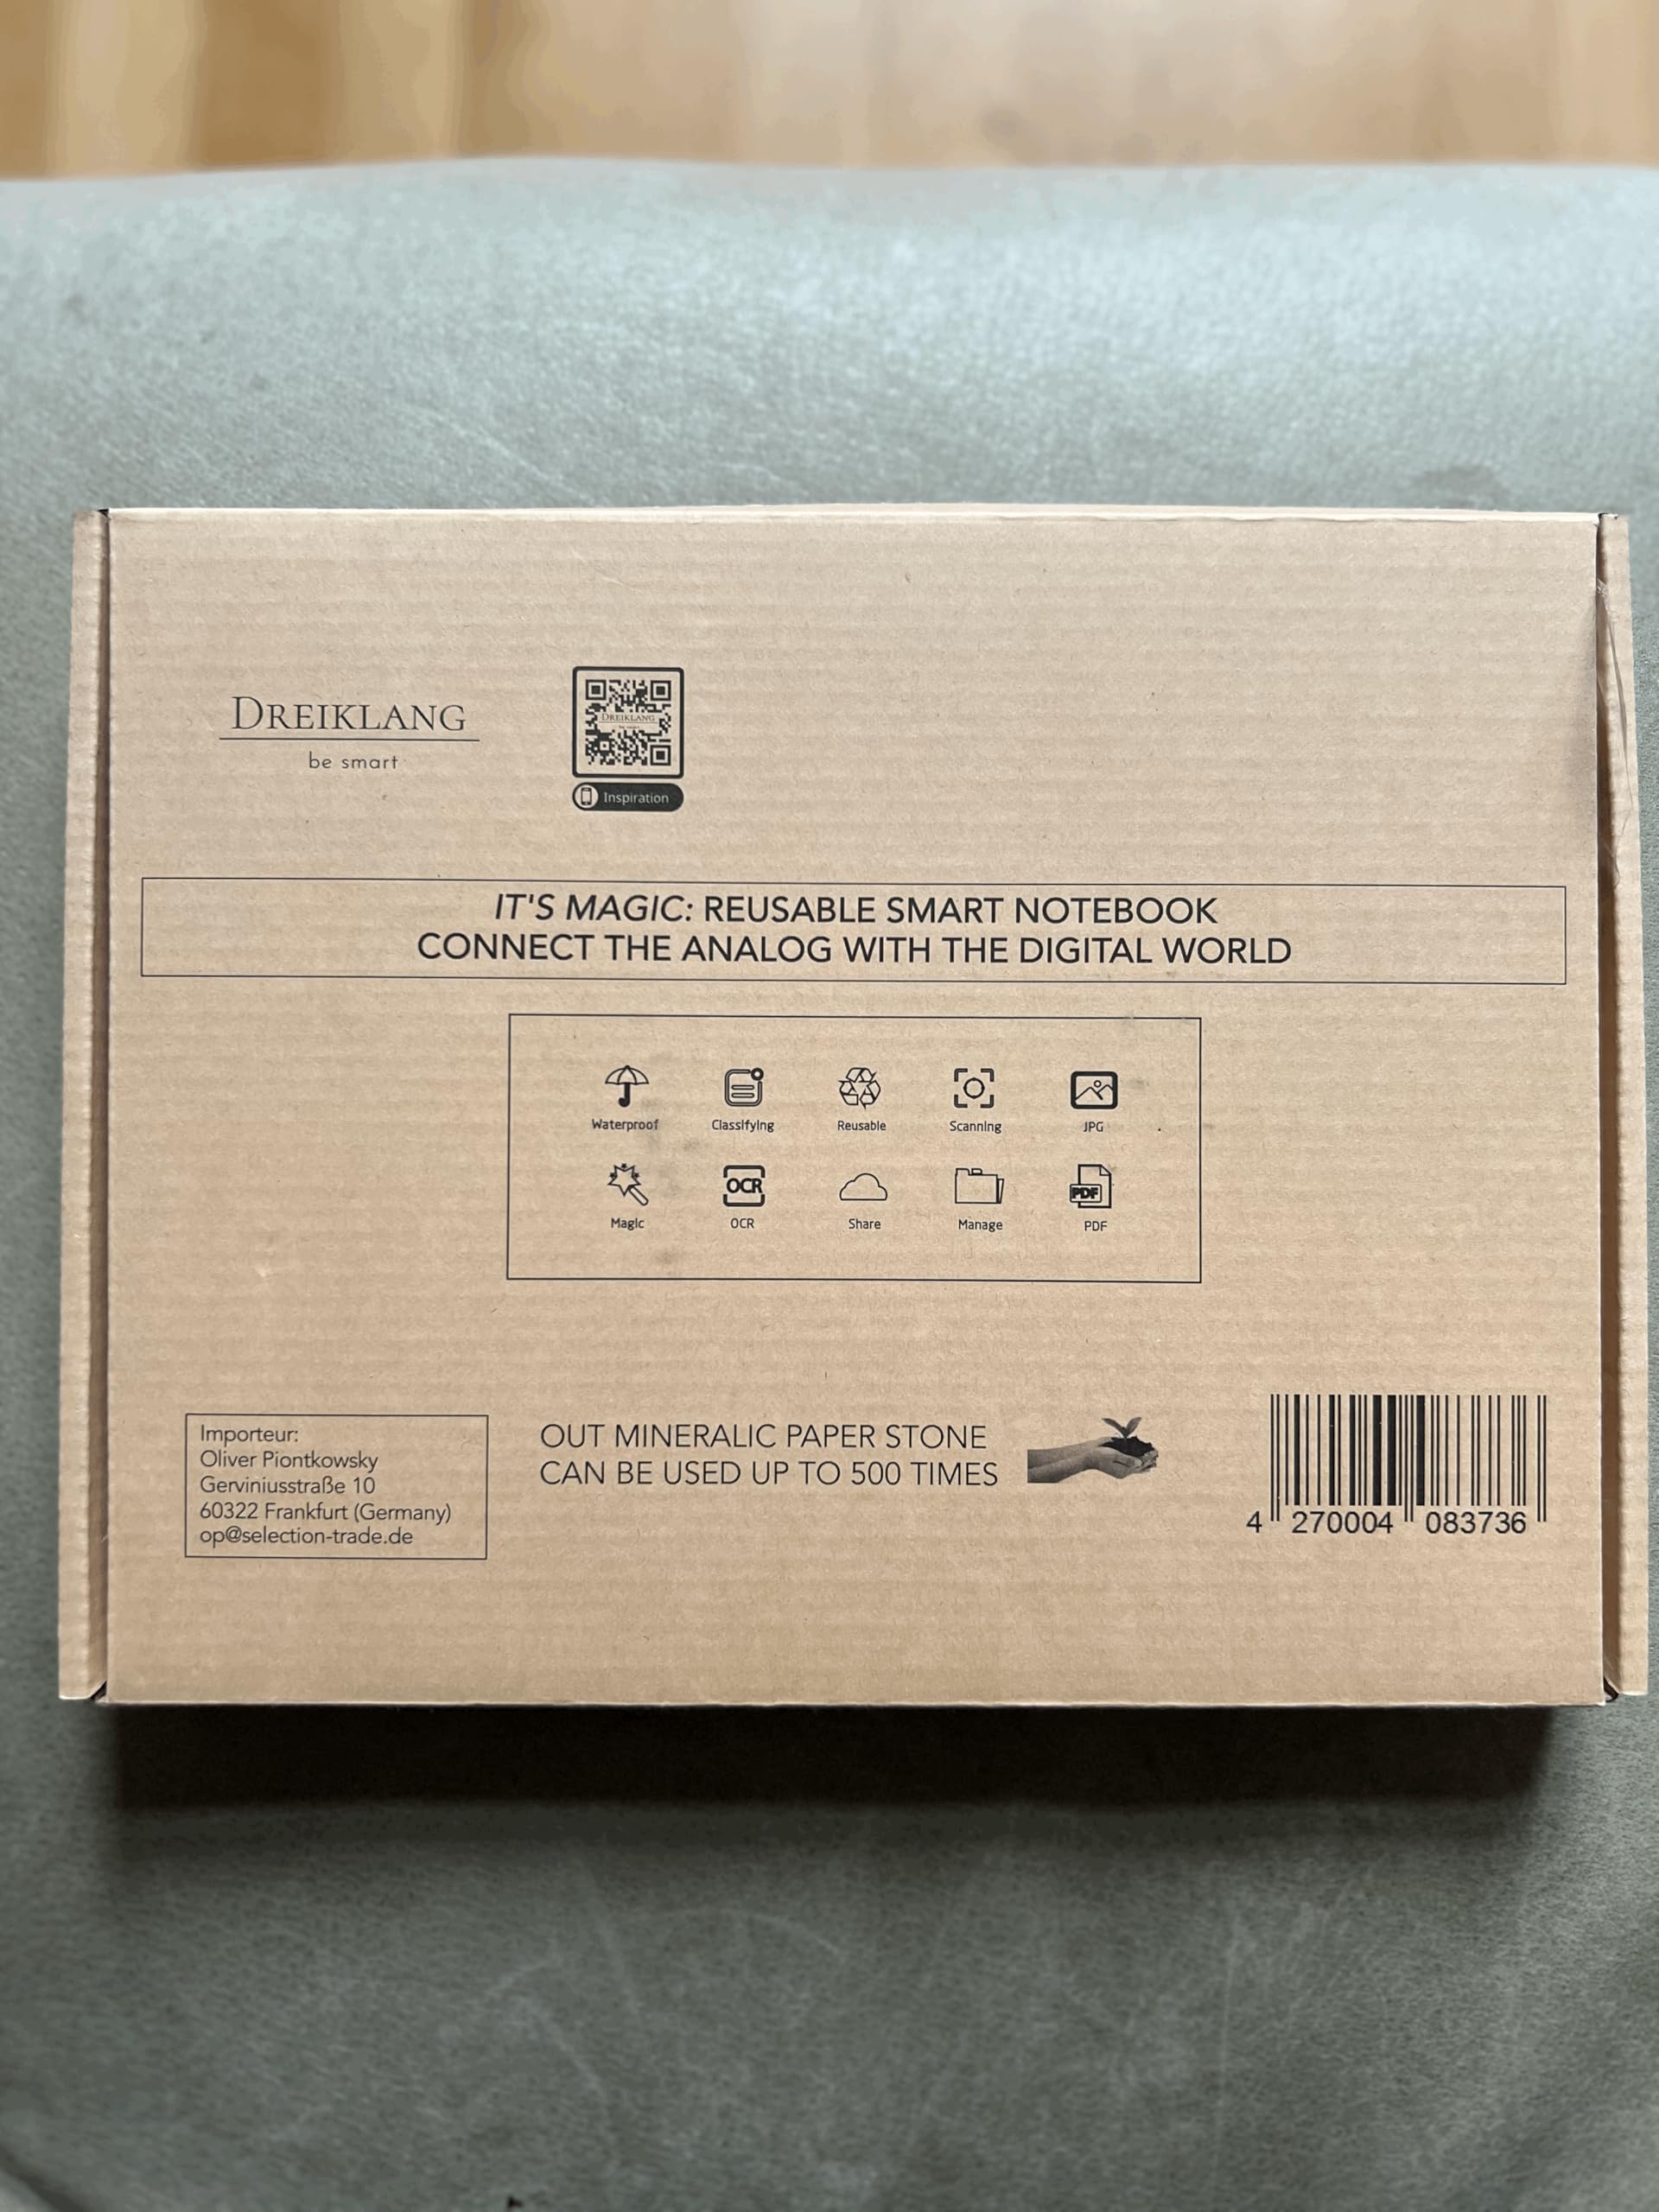 DREIKLANG
be smart
DREIKLANG
Inspiration
IT'S MAGIC: REUSABLE SMART NOTEBOOK
CONNECT THE ANALOG WITH THE DIGITAL WORLD
Waterproof Classifying Reusable Scanning JPG
OCR PDF
Magic OCR Share Manage PDF
Importeur:
Oliver Piontkowsky
Gerviniusstraße 10
60322 Frankfurt (Germany)
op@selection-trade.de
OUT MINERALIC PAPER STONE
CAN BE USED UP TO 500 TIMES
4 270004 083736